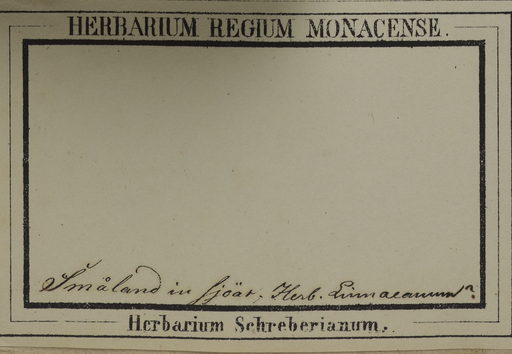 HERBARIUM REGIUM MONACENSE.
Småland in sjöar, Herb. Linnaeanum?
Herbarium Schreberianum.